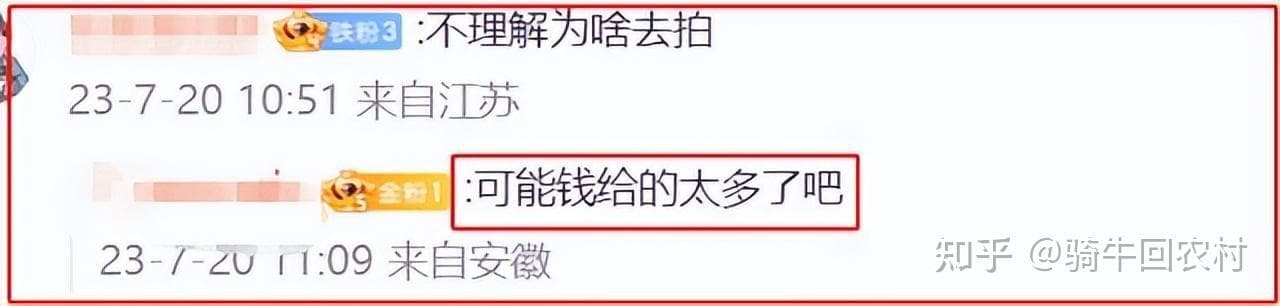 铁粉3 :不理解为啥去拍
23-7-20 10:51 来自江苏
金粉1 :可能钱给的太多了吧
23-7-20 11:09 来自安徽
知乎 @骑牛回农村